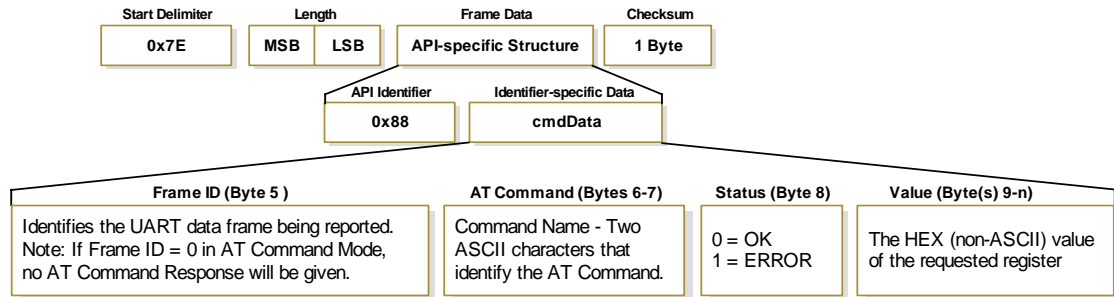 Start Delimiter
Length
Frame Data
Checksum
0x7E
MSB
LSB
API-specific Structure
1 Byte
API Identifier
Identifier-specific Data
0x88
cmdData
Frame ID (Byte 5 )
AT Command (Bytes 6-7)
Status (Byte 8)
Value (Byte(s) 9-n)
Identifies the UART data frame being reported.
Note: If Frame ID = 0 in AT Command Mode,
no AT Command Response will be given.
Command Name - Two
ASCII characters that
identify the AT Command.
0 = OK
1 = ERROR
The HEX (non-ASCII) value
of the requested register